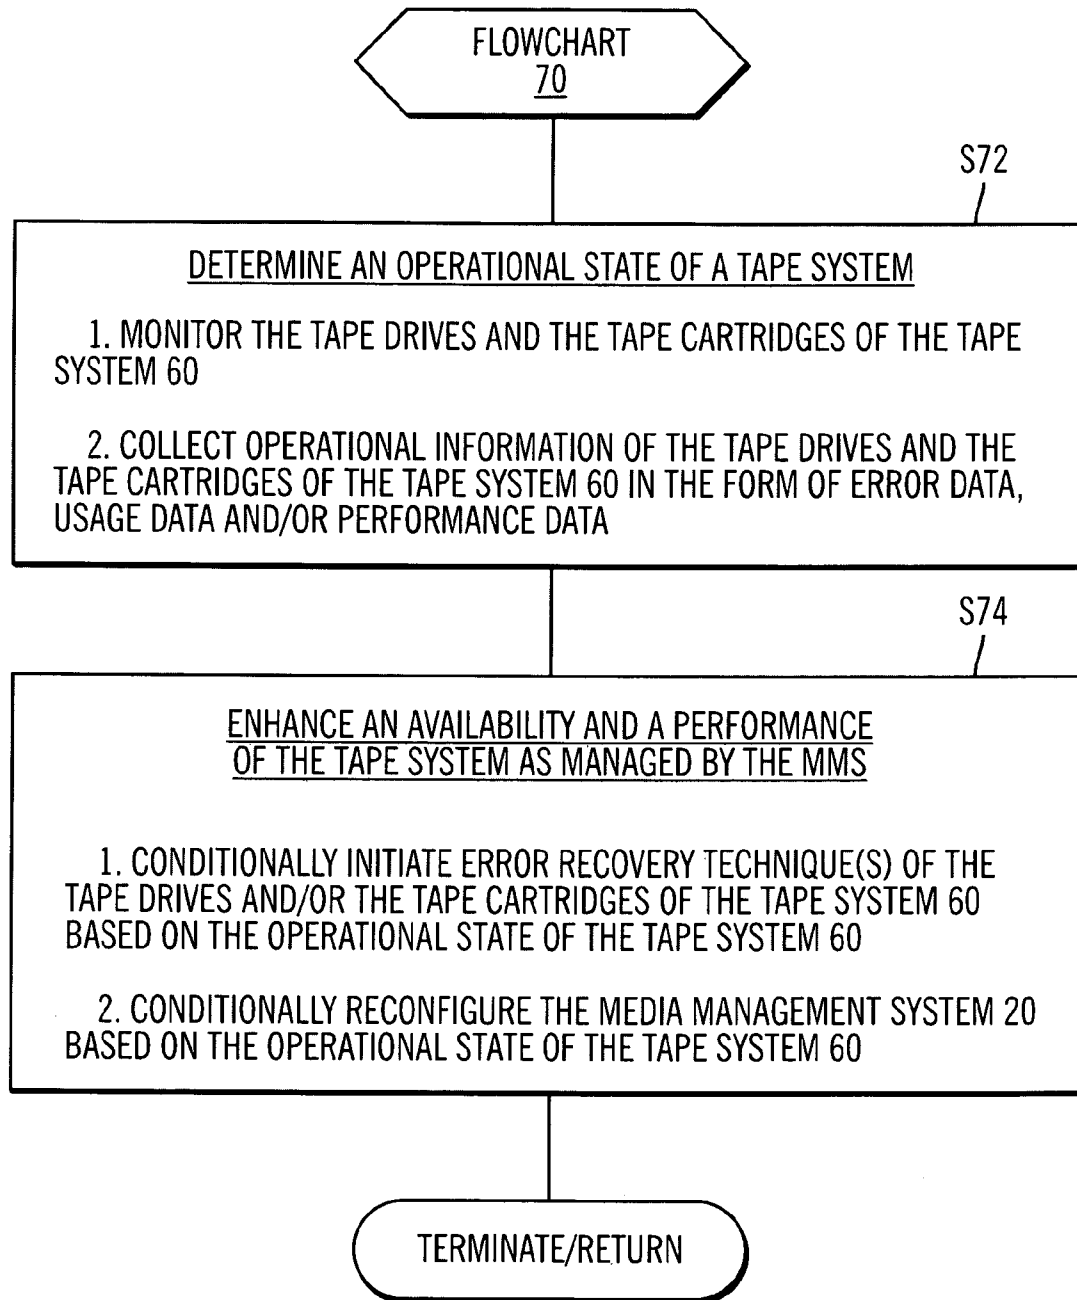 FLOWCHART
70
S72
DETERMINE AN OPERATIONAL STATE OF A TAPE SYSTEM
1. MONITOR THE TAPE DRIVES AND THE TAPE CARTRIDGES OF THE TAPE
SYSTEM 60
2. COLLECT OPERATIONAL INFORMATION OF THE TAPE DRIVES AND THE
TAPE CARTRIDGES OF THE TAPE SYSTEM 60 IN THE FORM OF ERROR DATA,
USAGE DATA AND/OR PERFORMANCE DATA
S74
ENHANCE AN AVAILABILITY AND A PERFORMANCE
OF THE TAPE SYSTEM AS MANAGED BY THE MMS
1. CONDITIONALLY INITIATE ERROR RECOVERY TECHNIQUE(S) OF THE
TAPE DRIVES AND/OR THE TAPE CARTRIDGES OF THE TAPE SYSTEM 60
BASED ON THE OPERATIONAL STATE OF THE TAPE SYSTEM 60
2. CONDITIONALLY RECONFIGURE THE MEDIA MANAGEMENT SYSTEM 20
BASED ON THE OPERATIONAL STATE OF THE TAPE SYSTEM 60
TERMINATE/RETURN